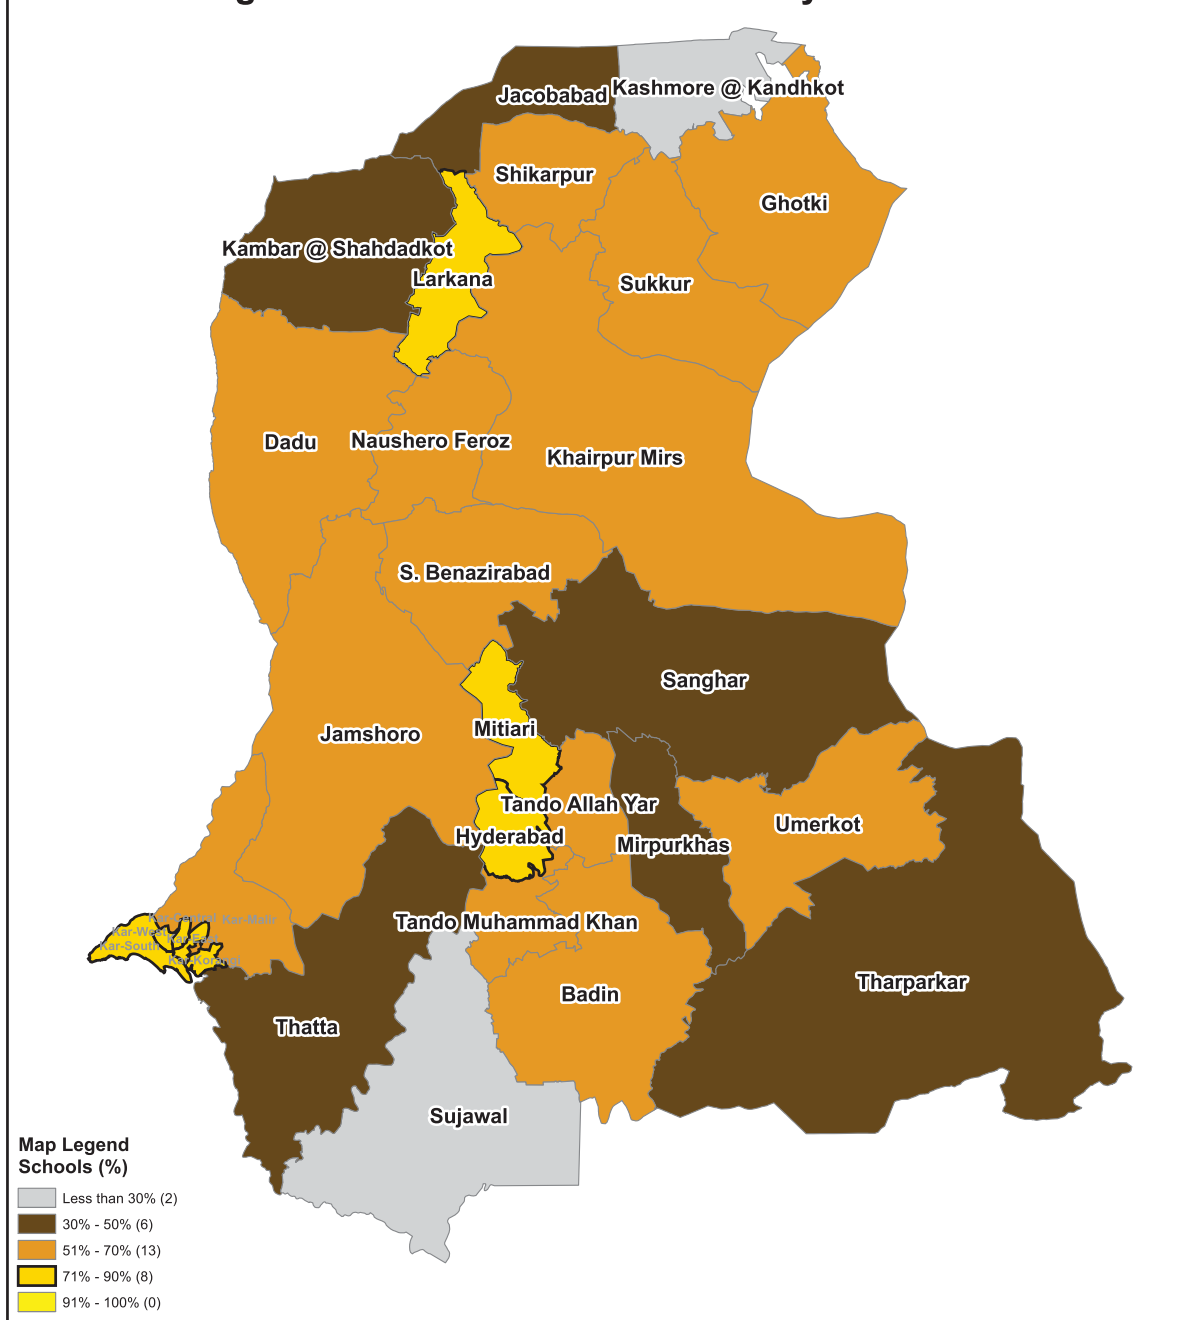 Jacobabad
Kashmore @ Kandhkot
Shikarpur
Ghotki
Kambar @ Shahdadkot
Larkana
Sukkur
Dadu
Naushero Feroz
Khairpur Mirs
S. Benazirabad
Sanghar
Jamshoro
Mitiari
Tando Allah Yar
Umerkot
Hyderabad
Mirpurkhas
Kar-Central
Kar-Malir
Tando Muhammad Khan
Kar-West
Kar-East
Kar-South
Kar-Korangi
Tharparkar
Badin
Thatta
Sujawal
Map Legend
Schools (%)
Less than 30% (2)
30% - 50% (6)
51% - 70% (13)
71% - 90% (8)
91% - 100% (0)